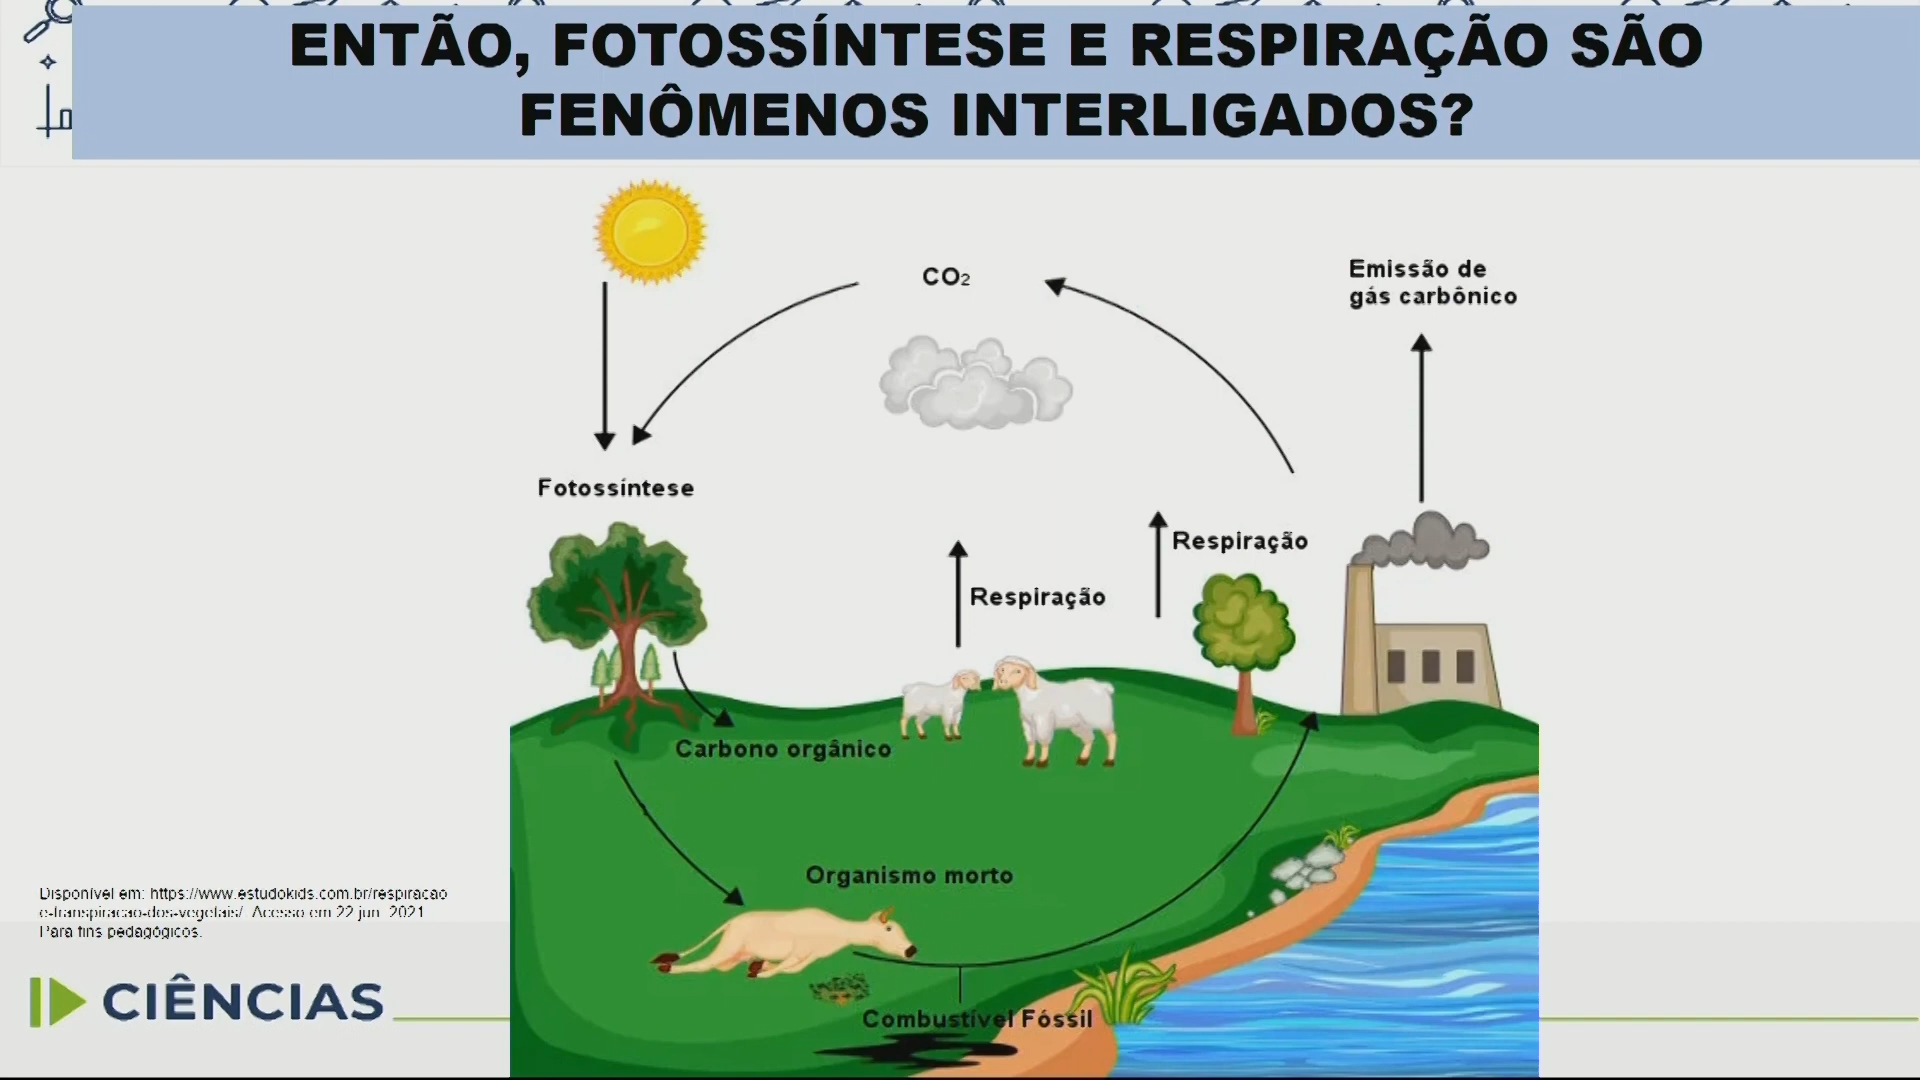 ENTÃO, FOTOSSÍNTESE E RESPIRAÇÃO SÃO
FENÔMENOS INTERLIGADOS?
CO₂
Emissão de
gás carbônico
Fotossíntese
Respiração
Respiração
Carbono orgânico
Organismo morto
Combustível Fóssil
Disponível em: https://www.estudokids.com.br/respiracao
e-transpiracao-dos-vegetais/. Acesso em 22 jun. 2021
Para fins pedagógicos.
CIÊNCIAS